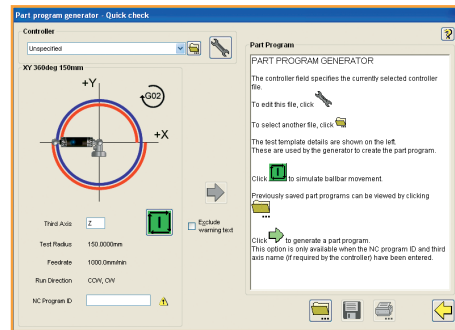 Part program generator - Quick check
Controller
Unspecified
XY 360deg 150mm
+Y
G02
+X
Third Axis Z
Exclude warning text
Test Radius 150.0000mm
Feedrate 1000.0mm/min
Run Direction CCW, CW
NC Program ID
Part Program
PART PROGRAM GENERATOR
The controller field specifies the currently selected controller
file.
To edit this file, click
To select another file, click
The test template details are shown on the left.
These are used by the generator to create the part program.
Click to simulate ballbar movement.
Previously saved part programs can be viewed by clicking
Click to generate a part program.
This option is only available when the NC program ID and third
axis name (if required by the controller) have been entered.